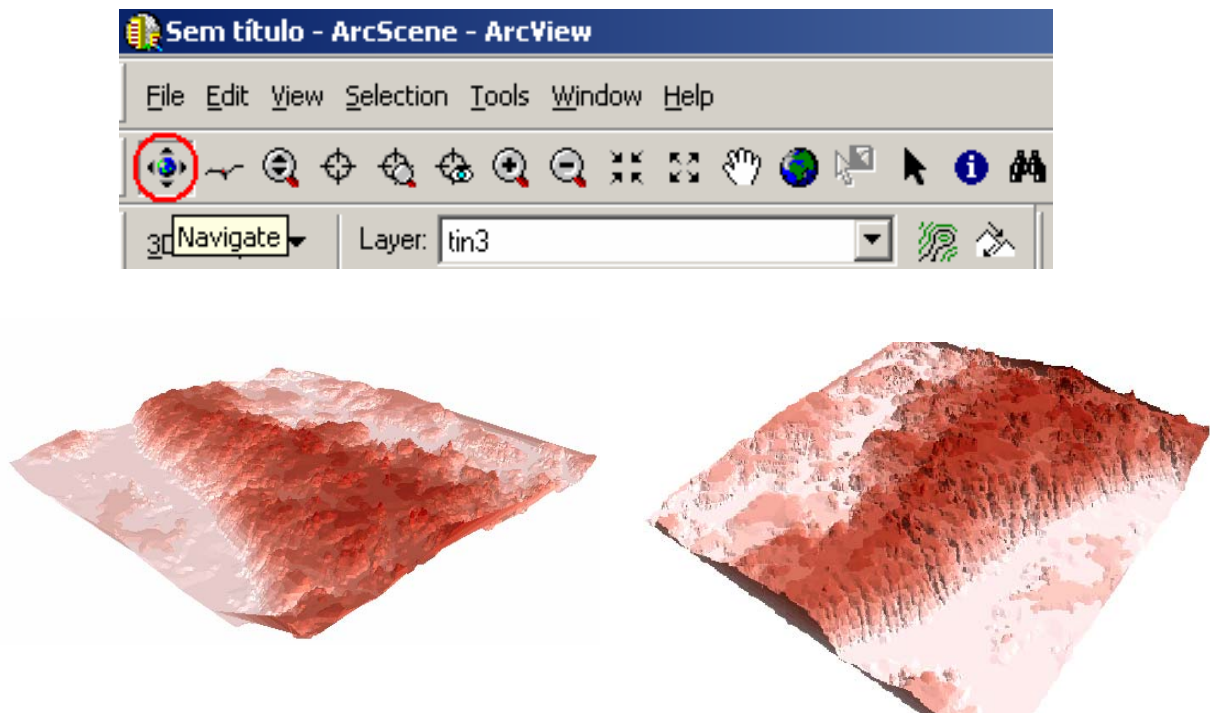 Sem título - ArcScene - ArcView
File Edit View Selection Tools Window Help
Navigate
Layer: tin3